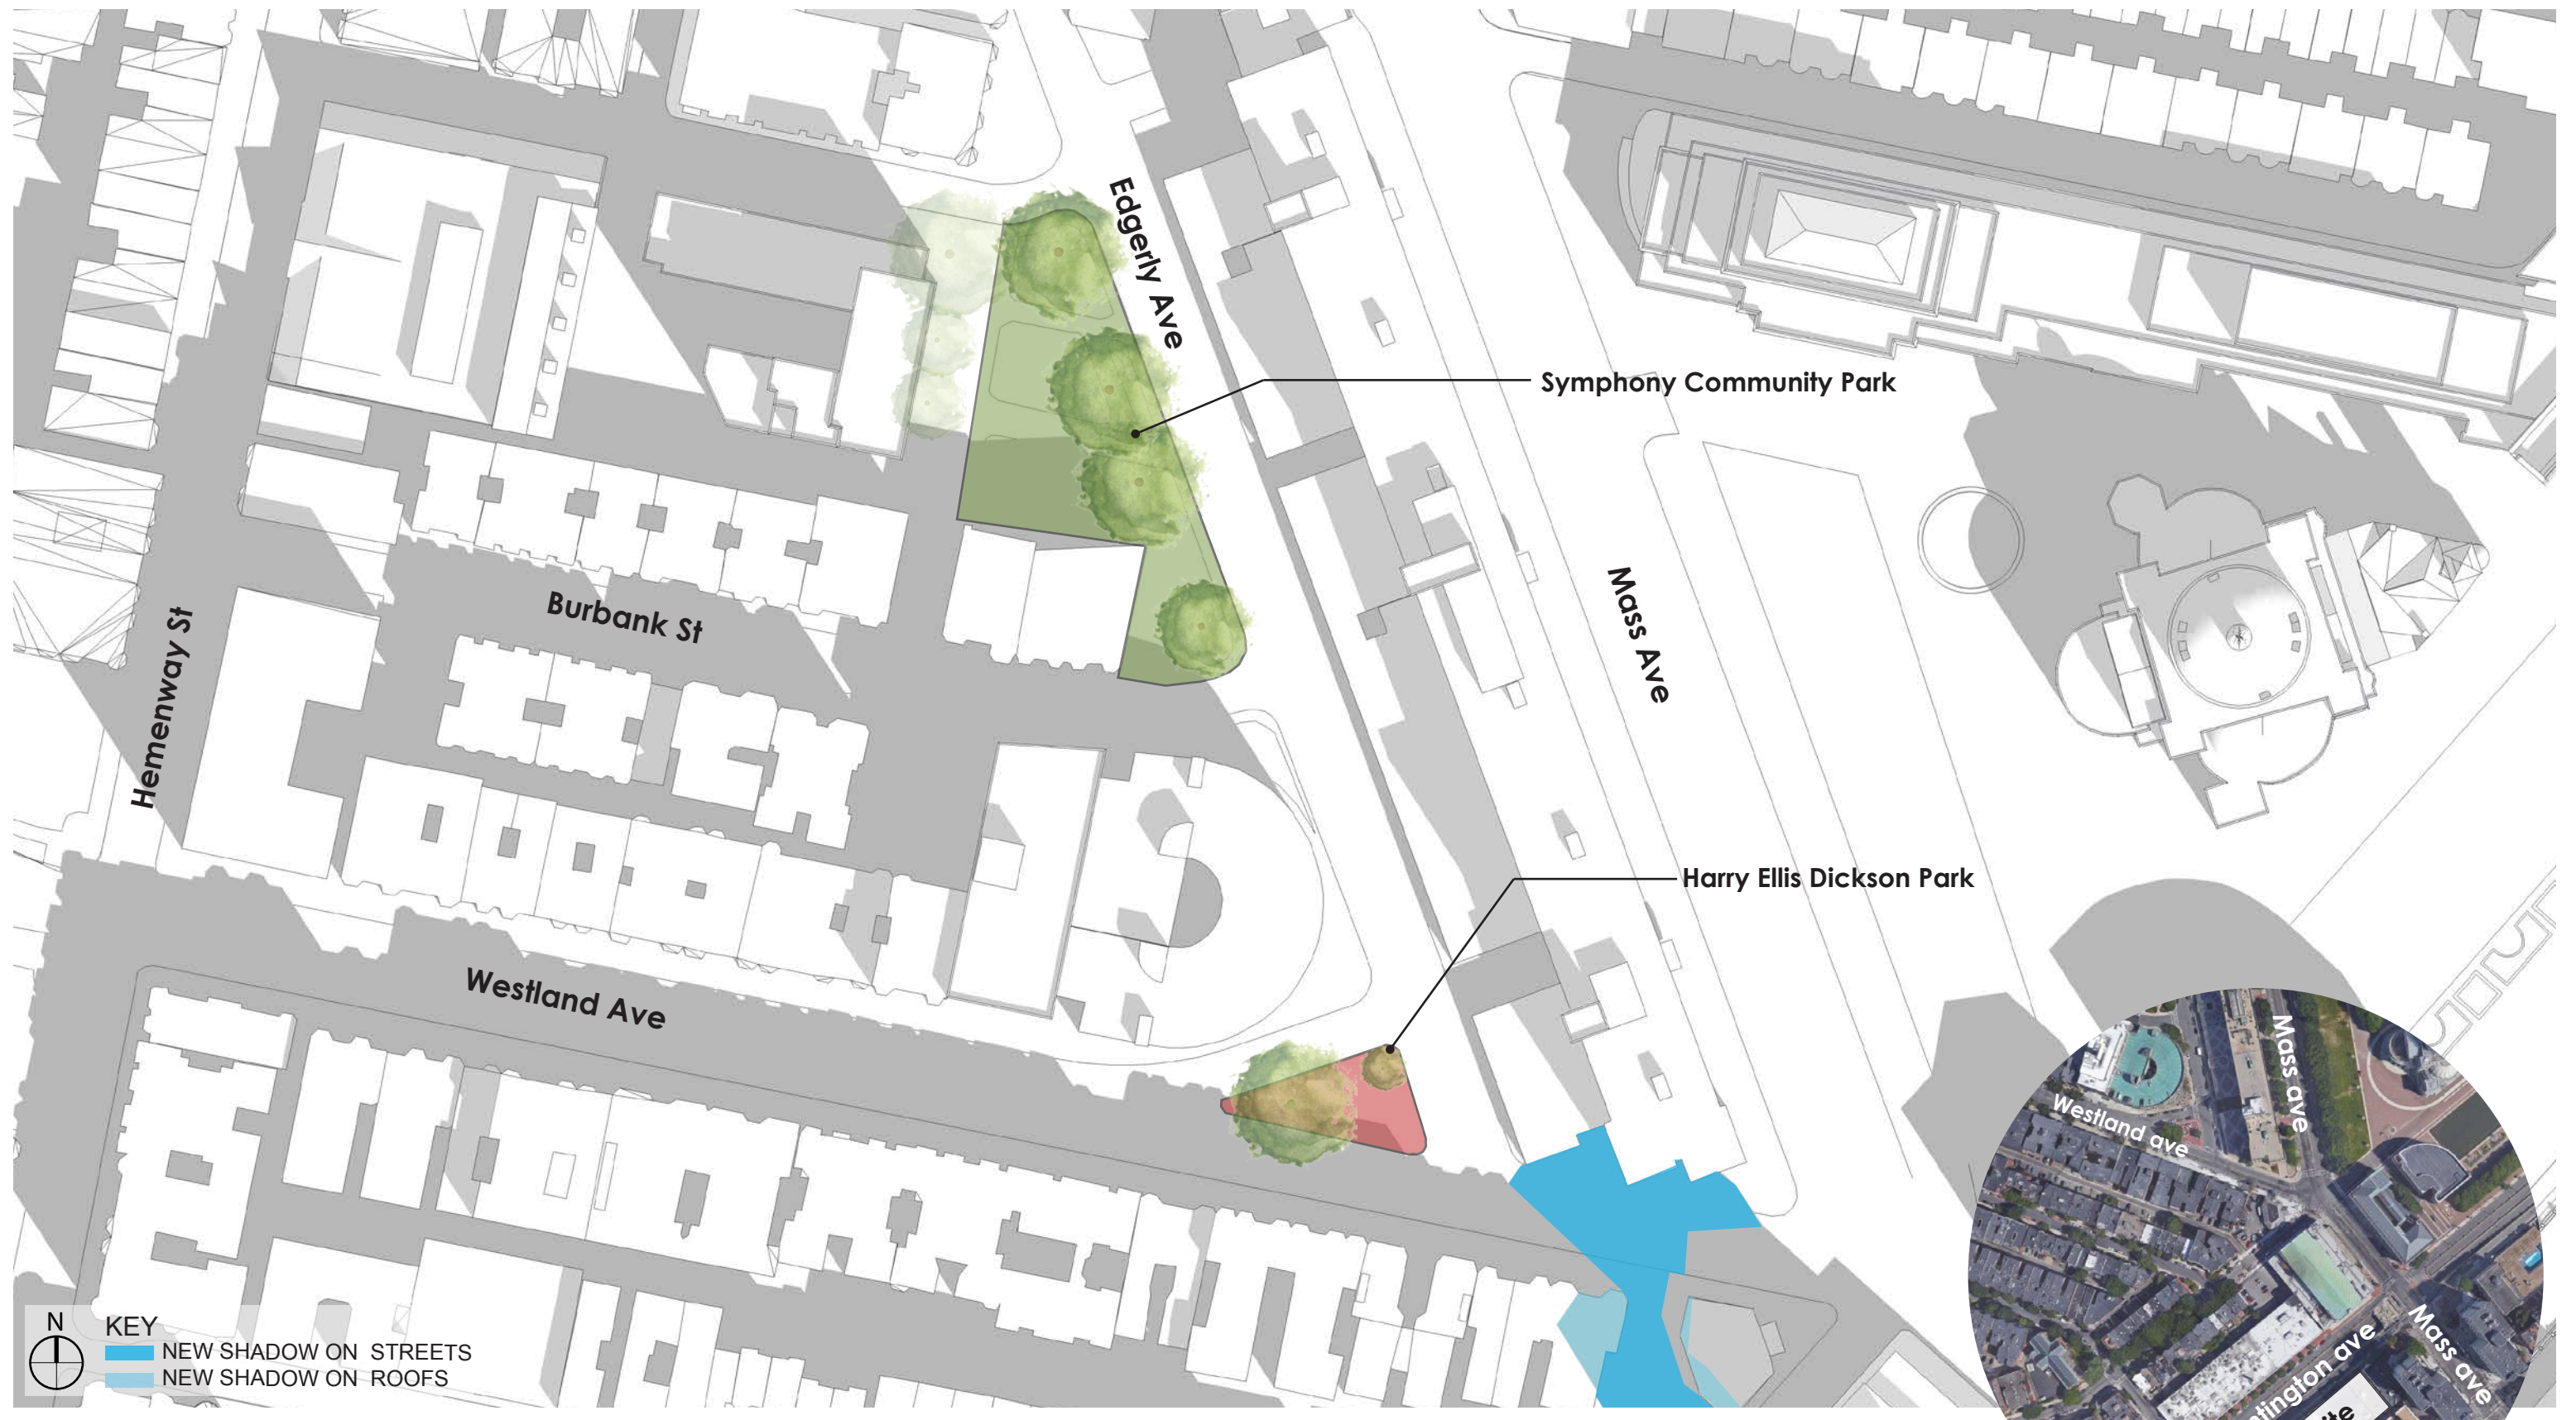 Edgerly Ave
Symphony Community Park
Mass Ave
Burbank St
Hemenway St
Harry Ellis Dickson Park
Westland Ave
N
KEY
NEW SHADOW ON STREETS
NEW SHADOW ON ROOFS
Mass ave
Westland ave
Mass ave